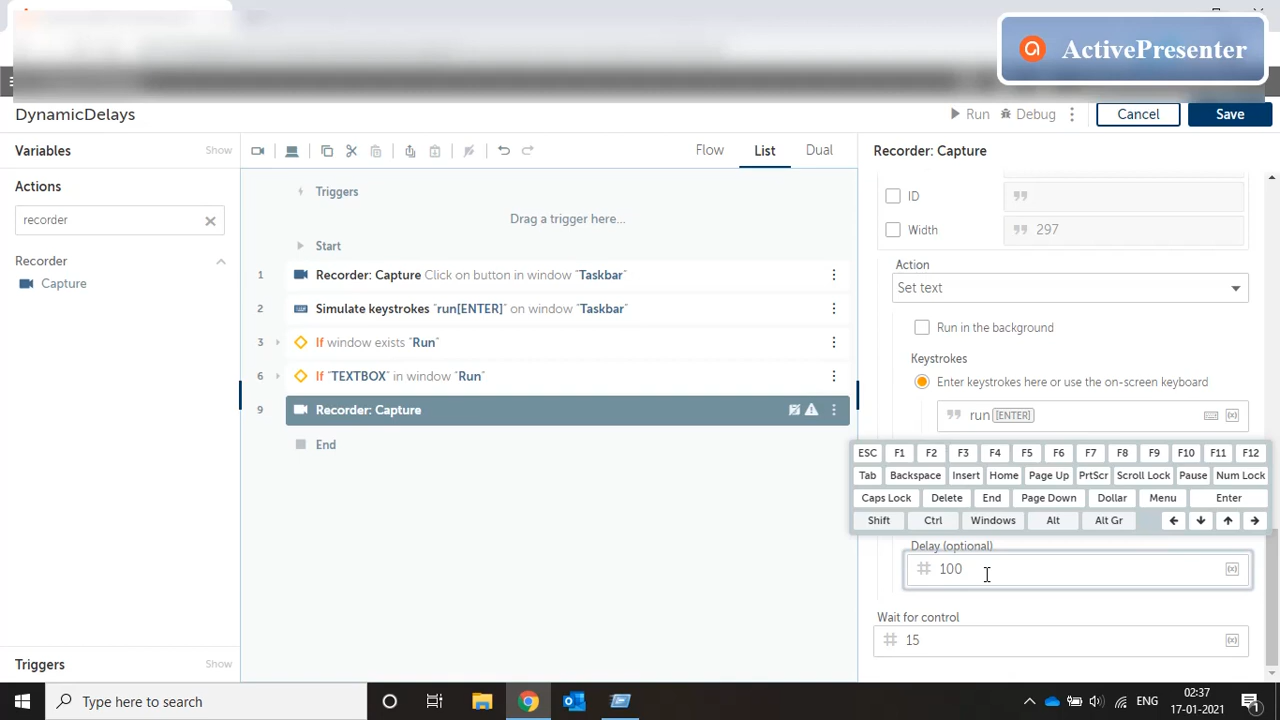 ActivePresenter
DynamicDelays
Run
Debug
Cancel
Save
Variables
Show
Flow
List
Dual
Recorder: Capture
Actions
recorder
Recorder
Capture
Triggers
Drag a trigger here...
Start
1 Recorder: Capture Click on button in window "Taskbar"
2 Simulate keystrokes "run[ENTER]" on window "Taskbar"
3 If window exists "Run"
6 If "TEXTBOX" in window "Run"
9 Recorder: Capture
End
ID
Width
297
Action
Set text
Run in the background
Keystrokes
Enter keystrokes here or use the on-screen keyboard
run [ENTER]
ESC F1 F2 F3 F4 F5 F6 F7 F8 F9 F10 F11 F12
Tab Backspace Insert Home Page Up PrtScr Scroll Lock Pause Num Lock
Caps Lock Delete End Page Down Dollar Menu Enter
Shift Ctrl Windows Alt Alt Gr
Delay (optional)
100
Wait for control
15
Triggers
Show
Type here to search
ENG
02:37
17-01-2021